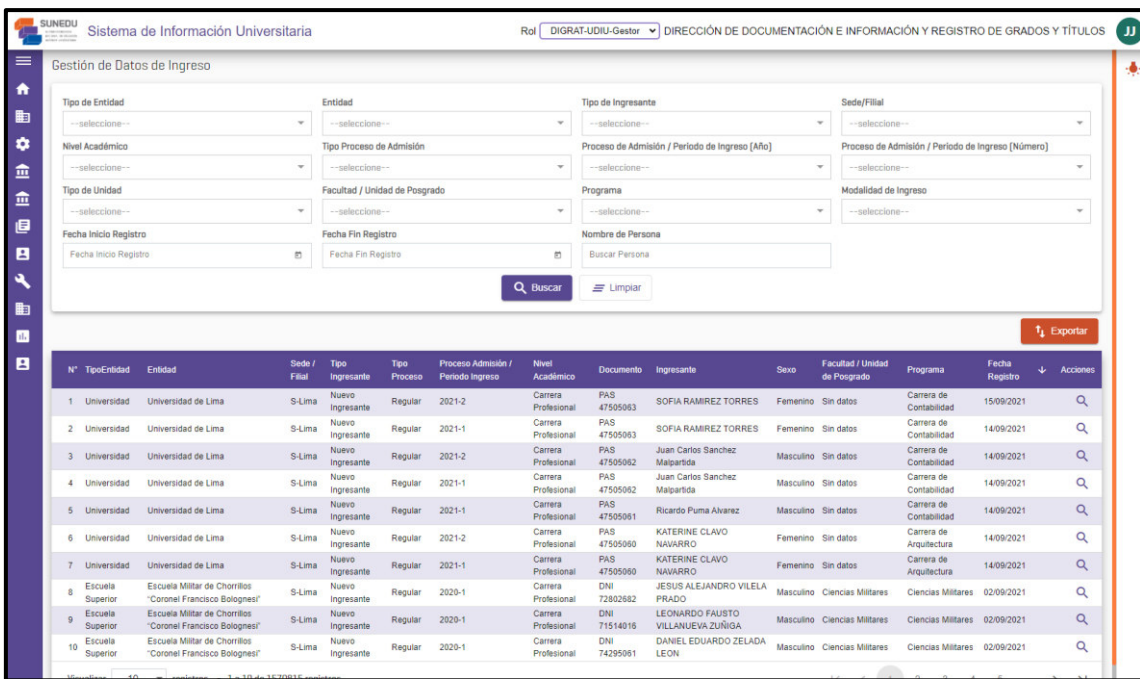 SUNEDU
Sistema de Información Universitaria
Rol DIGRAT-UDIU-Gestor DIRECCIÓN DE DOCUMENTACIÓN E INFORMACIÓN Y REGISTRO DE GRADOS Y TÍTULOS JJ
Gestión de Datos de Ingreso
Tipo de Entidad Entidad Tipo de Ingresante Sede/Filial
--seleccione-- --seleccione-- --seleccione-- --seleccione--
Nivel Académico Tipo Proceso de Admisión Proceso de Admisión / Periodo de Ingreso (Año) Proceso de Admisión / Periodo de Ingreso (Número)
--seleccione-- --seleccione-- --seleccione-- --seleccione--
Tipo de Unidad Facultad / Unidad de Posgrado Programa Modalidad de Ingreso
--seleccione-- --seleccione-- --seleccione-- --seleccione--
Fecha Inicio Registro Fecha Fin Registro Nombre de Persona
Fecha Inicio Registro Fecha Fin Registro Buscar Persona
Buscar Limpiar
Exportar
N° TipoEntidad Entidad Sede / Filial Tipo Ingresante Tipo Proceso Proceso Admisión / Periodo Ingreso Nivel Académico Documento Ingresante Sexo Facultad / Unidad de Posgrado Programa Fecha Registro Acciones
1 Universidad Universidad de Lima S-Lima Nuevo Ingresante Regular 2021-2 Carrera Profesional PAS 47505063 SOFIA RAMIREZ TORRES Femenino Sin datos Carrera de Contabilidad 15/09/2021
2 Universidad Universidad de Lima S-Lima Nuevo Ingresante Regular 2021-1 Carrera Profesional PAS 47505063 SOFIA RAMIREZ TORRES Femenino Sin datos Carrera de Contabilidad 14/09/2021
3 Universidad Universidad de Lima S-Lima Nuevo Ingresante Regular 2021-2 Carrera Profesional PAS 47505062 Juan Carlos Sanchez Malpartida Masculino Sin datos Carrera de Contabilidad 14/09/2021
4 Universidad Universidad de Lima S-Lima Nuevo Ingresante Regular 2021-1 Carrera Profesional PAS 47505062 Juan Carlos Sanchez Malpartida Masculino Sin datos Carrera de Contabilidad 14/09/2021
5 Universidad Universidad de Lima S-Lima Nuevo Ingresante Regular 2021-1 Carrera Profesional PAS 47505061 Ricardo Puma Alvarez Masculino Sin datos Carrera de Contabilidad 14/09/2021
6 Universidad Universidad de Lima S-Lima Nuevo Ingresante Regular 2021-2 Carrera Profesional PAS 47505060 KATERINE CLAVO NAVARRO Femenino Sin datos Carrera de Arquitectura 14/09/2021
7 Universidad Universidad de Lima S-Lima Nuevo Ingresante Regular 2021-1 Carrera Profesional PAS 47505060 KATERINE CLAVO NAVARRO Femenino Sin datos Carrera de Arquitectura 14/09/2021
8 Escuela Superior Escuela Militar de Chorrillos "Coronel Francisco Bolognesi" S-Lima Nuevo Ingresante Regular 2020-1 Carrera Profesional DNI 72802682 JESUS ALEJANDRO VILELA PRADO Masculino Ciencias Militares Ciencias Militares 02/09/2021
9 Escuela Superior Escuela Militar de Chorrillos "Coronel Francisco Bolognesi" S-Lima Nuevo Ingresante Regular 2020-1 Carrera Profesional DNI 71514016 LEONARDO FAUSTO VILLANUEVA ZUÑIGA Masculino Ciencias Militares Ciencias Militares 02/09/2021
10 Escuela Superior Escuela Militar de Chorrillos "Coronel Francisco Bolognesi" S-Lima Nuevo Ingresante Regular 2020-1 Carrera Profesional DNI 74295061 DANIEL EDUARDO ZELADA LEON Masculino Ciencias Militares Ciencias Militares 02/09/2021